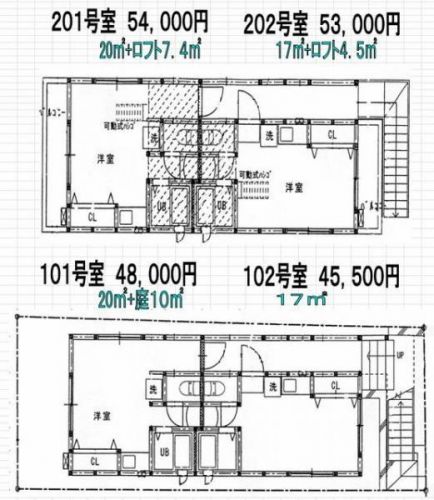 201号室 54,000円
202号室 53,000円
20㎡+ロフト7.4㎡
17㎡+ロフト4.5㎡
バルコニー
可動式ハシゴ
洗
洗
CL
洋室
可動式ハシゴ
洋室
CL
UB
UB
バルコニー
101号室 48,000円
102号室 45,500円
20㎡+庭10㎡
17㎡
UP
洗
洗
CL
洋室
CL
UB